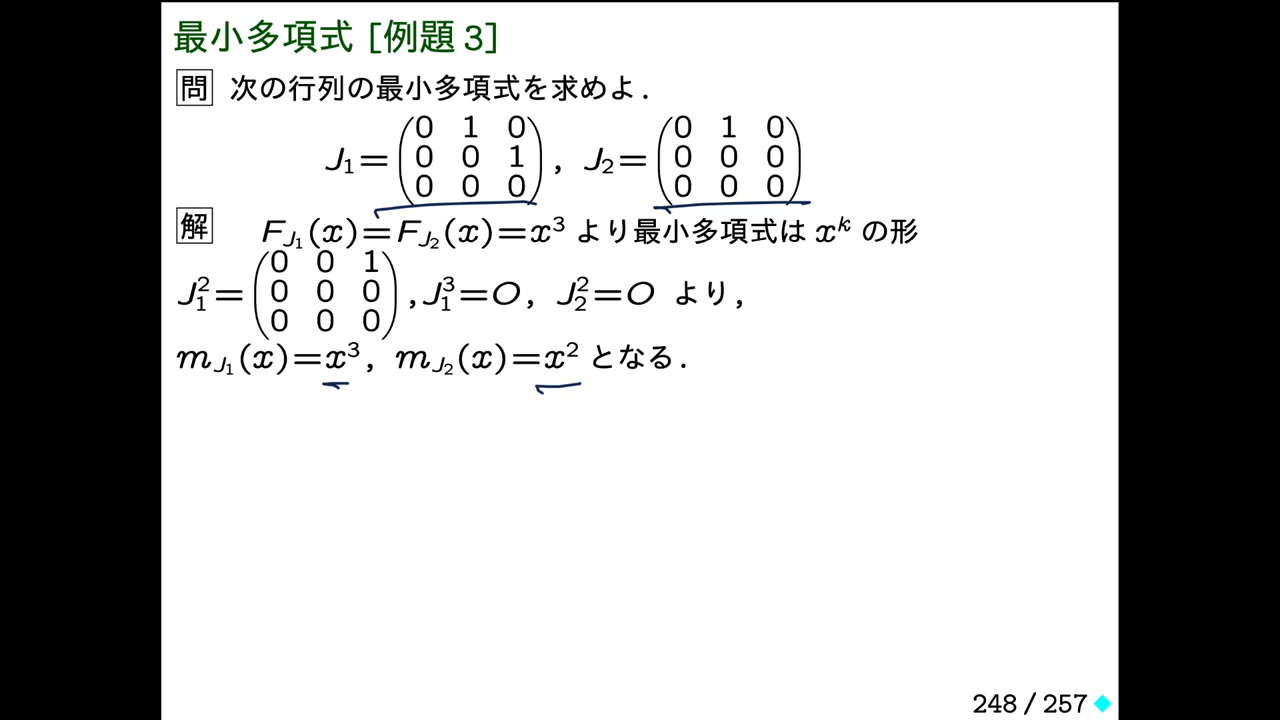 最小多項式 [例題 3]
問 次の行列の最小多項式を求めよ.
J₁ = (0 1 0 / 0 0 1 / 0 0 0), J₂ = (0 1 0 / 0 0 0 / 0 0 0)
解 F_{J₁}(x) = F_{J₂}(x) = x³ より最小多項式は xᵏ の形
J₁² = (0 0 1 / 0 0 0 / 0 0 0), J₁³ = O, J₂² = O より,
m_{J₁}(x) = x³, m_{J₂}(x) = x² となる.
248 / 257